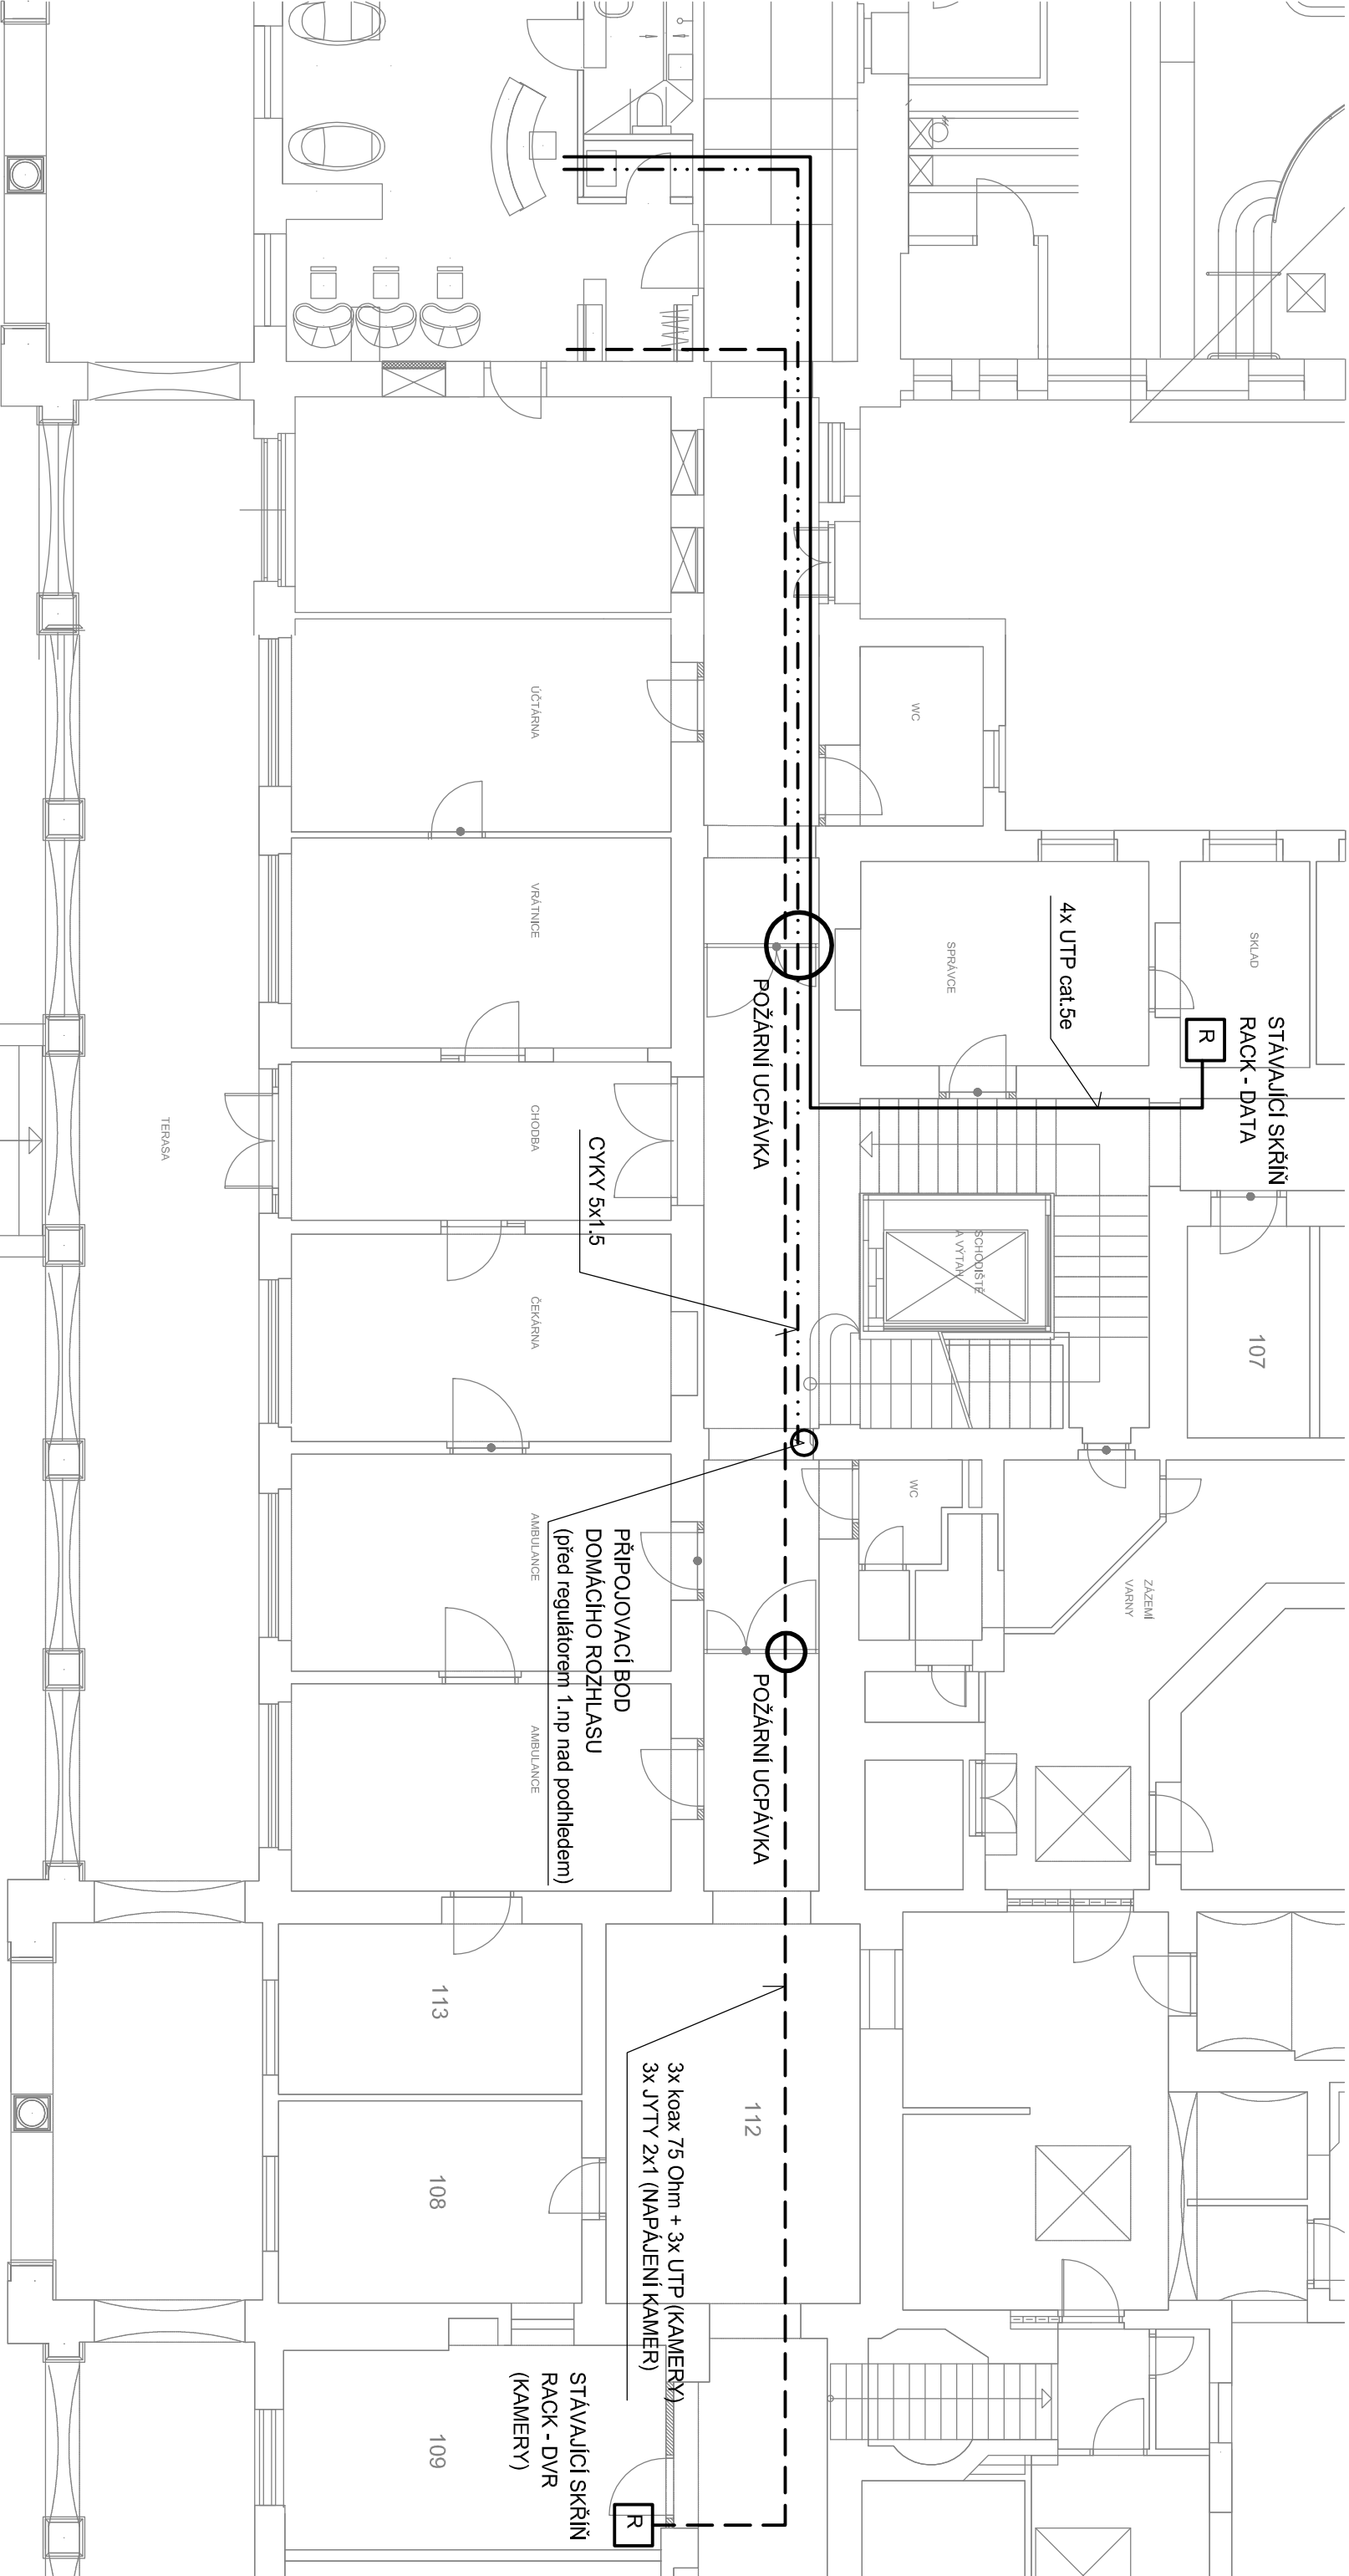 ÚČTÁRNA
WC
VRÁTNICE
SPRÁVCE
SKLAD
4x UTP cat.5e
R
STÁVAJÍCÍ SKŘÍŇ
RACK - DATA
POŽÁRNÍ UCPÁVKA
TERASA
CHODBA
CYKY 5x1.5
SCHODIŠTĚ
A VÝTAH
107
ČEKÁRNA
WC
AMBULANCE
PŘIPOJOVACÍ BOD
DOMÁCÍHO ROZHLASU
(před regulátorem 1.np nad podhledem)
ZÁZEMÍ
VARNY
POŽÁRNÍ UCPÁVKA
AMBULANCE
113
112
108
3x koax 75 Ohm + 3x UTP (KAMERY)
3x JYTY 2x1 (NAPÁJENÍ KAMER)
109
STÁVAJÍCÍ SKŘÍŇ
RACK - DVR
(KAMERY)
R